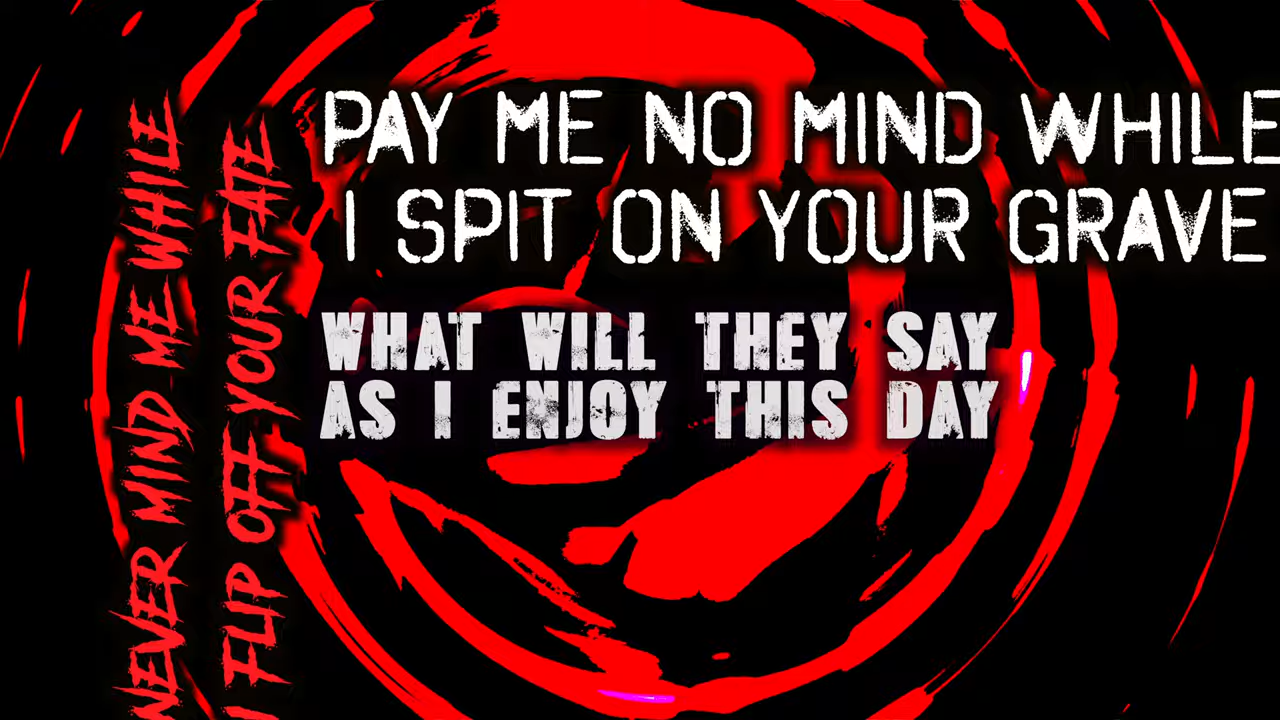 NEVER MIND ME WHILE
I FLIP OFF YOUR FATE
PAY ME NO MIND WHILE
I SPIT ON YOUR GRAVE
WHAT WILL THEY SAY
AS I ENJOY THIS DAY